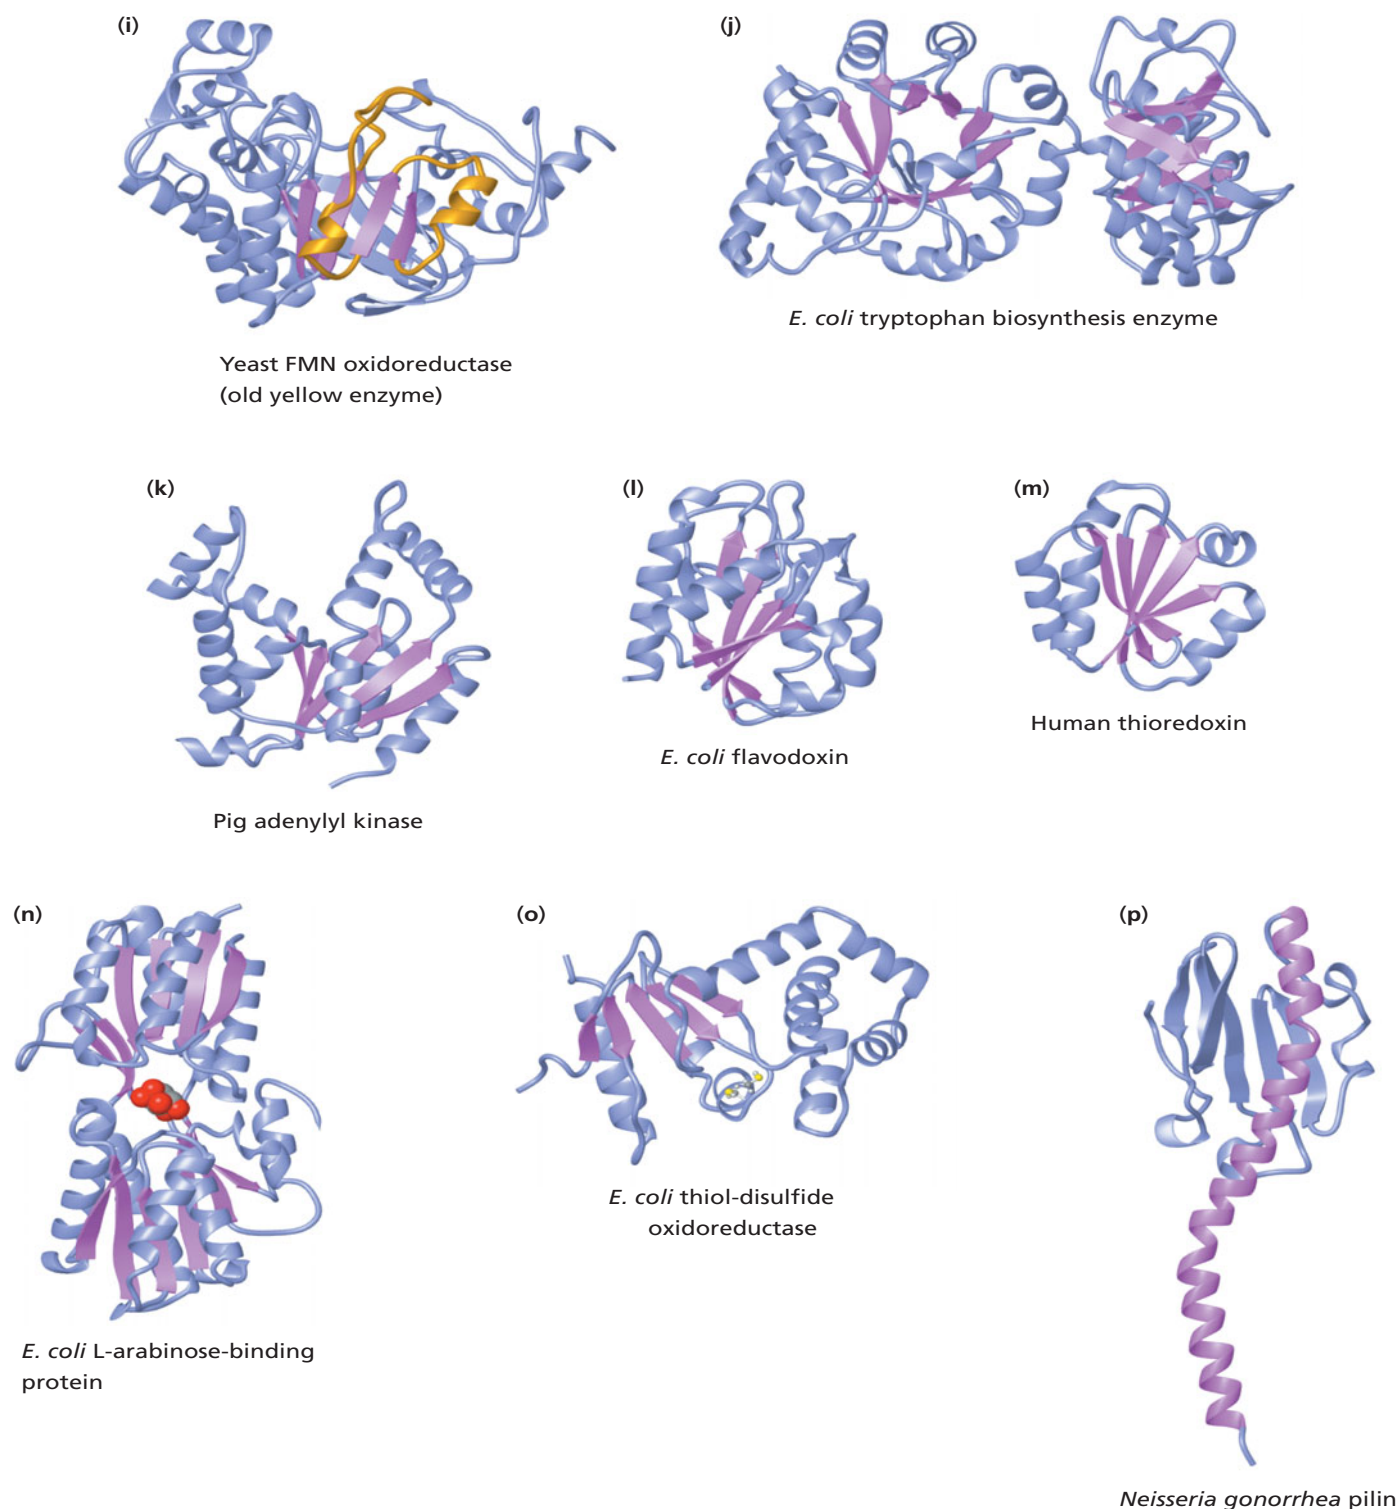 (i)
(j)
E. coli tryptophan biosynthesis enzyme
Yeast FMN oxidoreductase
(old yellow enzyme)
(k)
(l)
(m)
Human thioredoxin
E. coli flavodoxin
Pig adenylyl kinase
(n)
(o)
(p)
E. coli thiol-disulfide
oxidoreductase
E. coli L-arabinose-binding
protein
Neisseria gonorrhea pilin